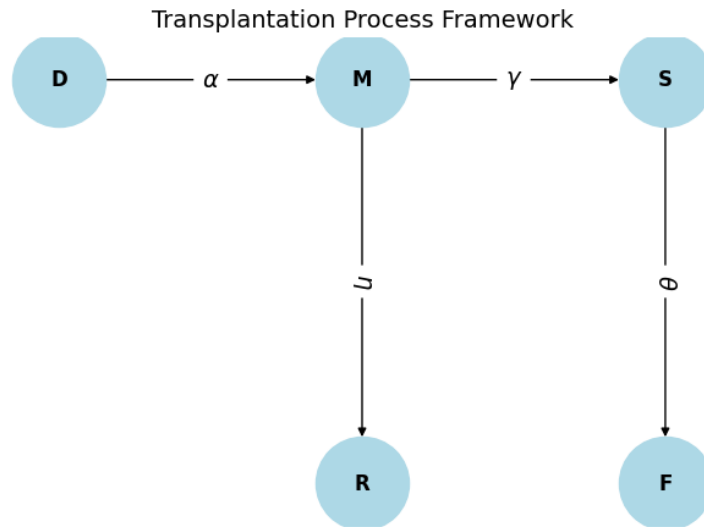 Transplantation Process Framework
D α M γ S
η θ
R F